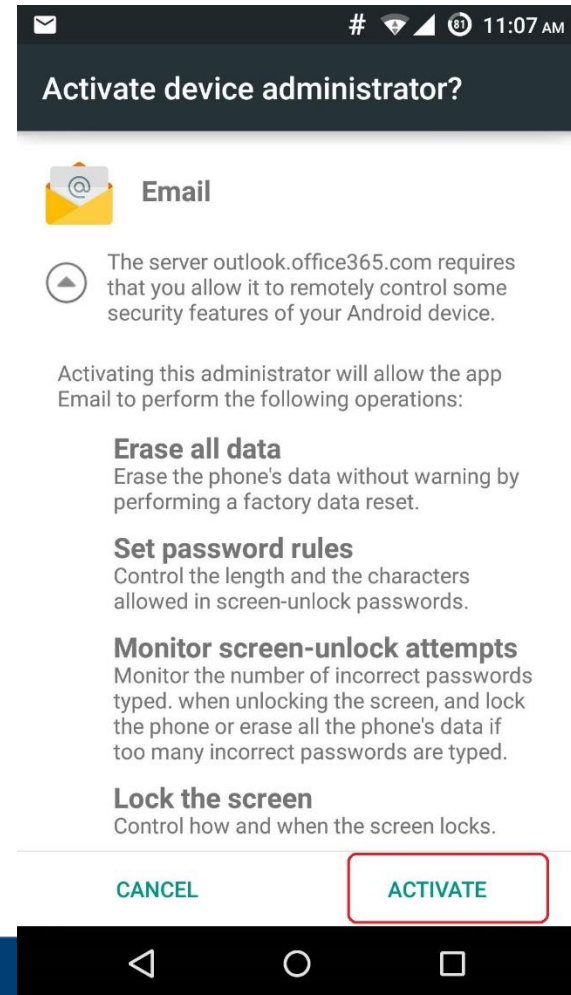 # 81 11:07 AM
Activate device administrator?
@
Email
The server outlook.office365.com requires
that you allow it to remotely control some
security features of your Android device.
Activating this administrator will allow the app
Email to perform the following operations:
Erase all data
Erase the phone's data without warning by
performing a factory data reset.
Set password rules
Control the length and the characters
allowed in screen-unlock passwords.
Monitor screen-unlock attempts
Monitor the number of incorrect passwords
typed. when unlocking the screen, and lock
the phone or erase all the phone's data if
too many incorrect passwords are typed.
Lock the screen
Control how and when the screen locks.
CANCEL ACTIVATE